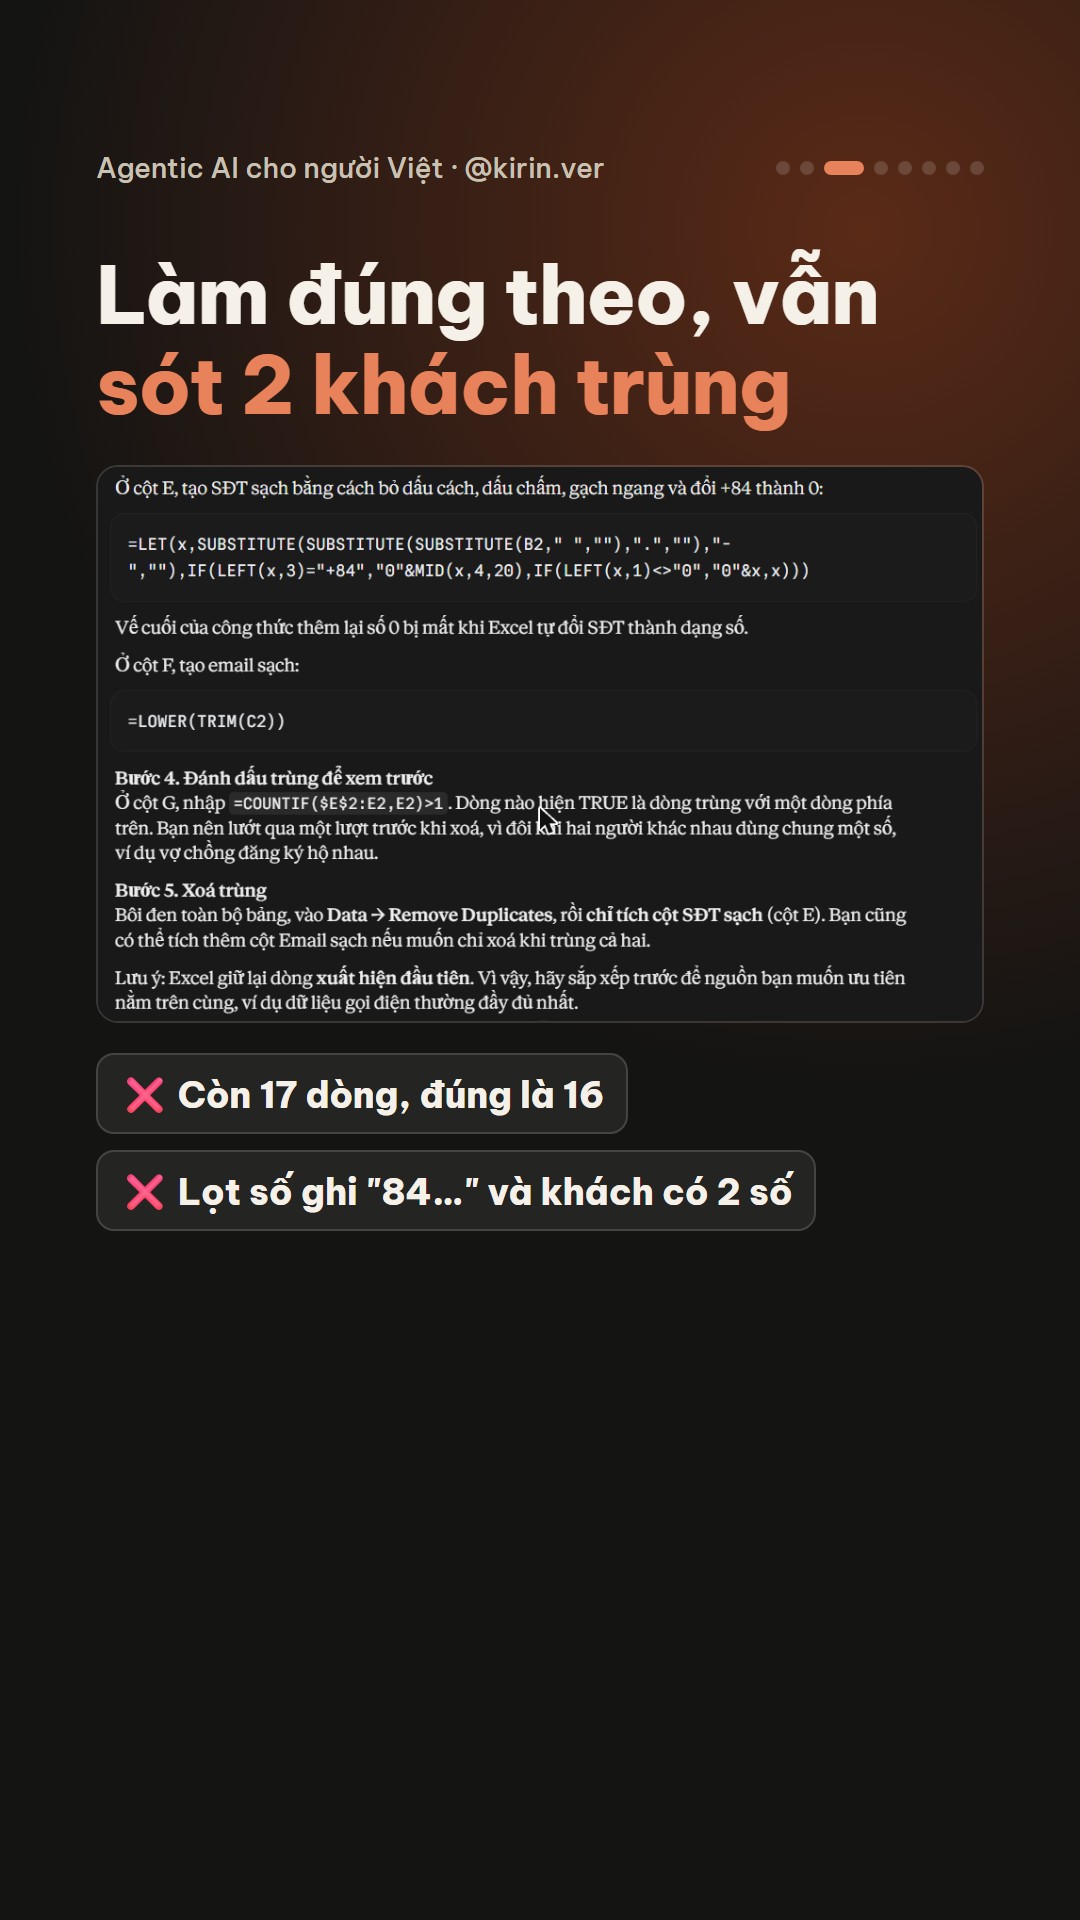 Agentic AI cho người Việt · @kirin.ver
Làm đúng theo, vẫn
sót 2 khách trùng
Ở cột E, tạo SĐT sạch bằng cách bỏ dấu cách, dấu chấm, gạch ngang và đổi +84 thành 0:
=LET(x,SUBSTITUTE(SUBSTITUTE(SUBSTITUTE(B2," ",""),".",""),"-
",""),IF(LEFT(x,3)="+84","0"&MID(x,4,20),IF(LEFT(x,1)<>"0","0"&x,x)))
Vế cuối của công thức thêm lại số 0 bị mất khi Excel tự đổi SĐT thành dạng số.
Ở cột F, tạo email sạch:
=LOWER(TRIM(C2))
Bước 4. Đánh dấu trùng để xem trước
Ở cột G, nhập =COUNTIF($E$2:E2,E2)>1. Dòng nào hiện TRUE là dòng trùng với một dòng phía
trên. Bạn nên lướt qua một lượt trước khi xoá, vì đôi khi hai người khác nhau dùng chung một số,
ví dụ vợ chồng đăng ký hộ nhau.
Bước 5. Xoá trùng
Bôi đen toàn bộ bảng, vào Data → Remove Duplicates, rồi chỉ tích cột SĐT sạch (cột E). Bạn cũng
có thể tích thêm cột Email sạch nếu muốn chỉ xoá khi trùng cả hai.
Lưu ý: Excel giữ lại dòng xuất hiện đầu tiên. Vì vậy, hãy sắp xếp trước để nguồn bạn muốn ưu tiên
nằm trên cùng, ví dụ dữ liệu gọi điện thường đầy đủ nhất.
❌ Còn 17 dòng, đúng là 16
❌ Lọt số ghi "84..." và khách có 2 số